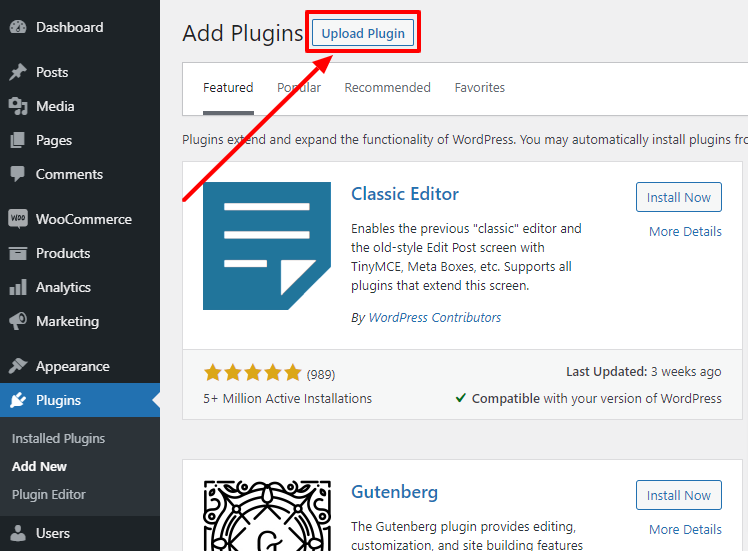 Dashboard
Posts
Media
Pages
Comments
WOO
WooCommerce
Products
Analytics
Marketing
Appearance
Plugins
Installed Plugins
Add New
Plugin Editor
Users
Add Plugins
Upload Plugin
Featured
Popular
Recommended
Favorites
Plugins extend and expand the functionality of WordPress. You may automatically install plugins
Classic Editor
Install Now
More Details
Enables the previous "classic" editor and
the old-style Edit Post screen with
TinyMCE, Meta Boxes, etc. Supports all
plugins that extend this screen.
By WordPress Contributors
(989)
5+ Million Active Installations
Last Updated: 3 weeks ago
Compatible with your version of WordPress
G
Gutenberg
Install Now
More Details
The Gutenberg plugin provides editing,
customization, and site building features